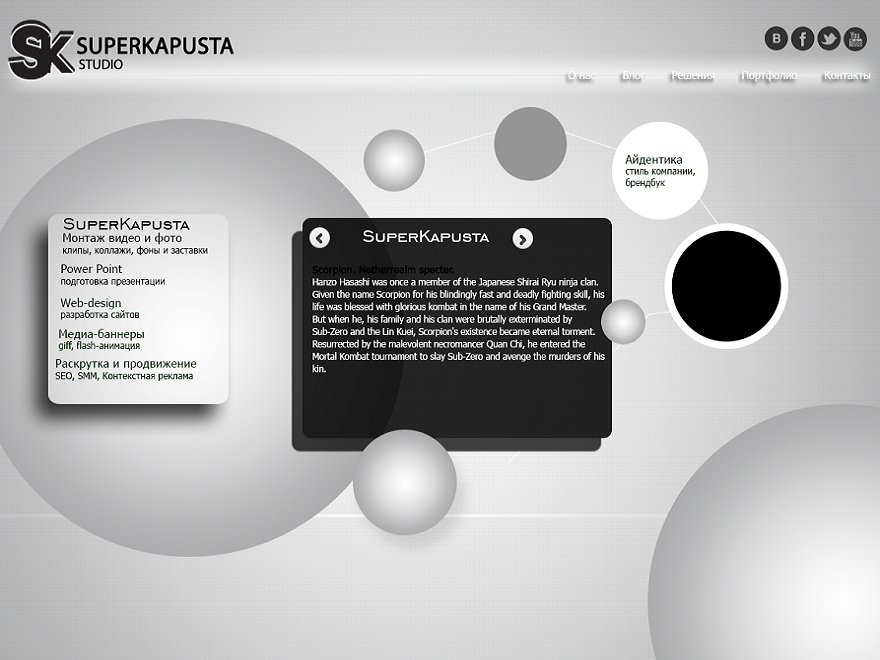 SK SUPERKAPUSTA
STUDIO
B f You Tube
О нас Блог Решения Портфолио Контакты
Айдентика
стиль компании,
брендбук
SuperKapusta
Монтаж видео и фото
клипы, коллажи, фоны и заставки
Power Point
подготовка презентации
Web-design
разработка сайтов
Медиа-баннеры
giff, flash-анимация
Раскрутка и продвижение
SEO, SMM, Контекстная реклама
SuperKapusta
Scorpion. Netherrealm specter.
Hanzo Hasashi was once a member of the Japanese Shirai Ryu ninja clan.
Given the name Scorpion for his blindingly fast and deadly fighting skill, his
life was blessed with glorious kombat in the name of his Grand Master.
But when he, his family and his clan were brutally exterminated by
Sub-Zero and the Lin Kuei, Scorpion's existence became eternal torment.
Resurrected by the malevolent necromancer Quan Chi, he entered the
Mortal Kombat tournament to slay Sub-Zero and avenge the murders of his
kin.